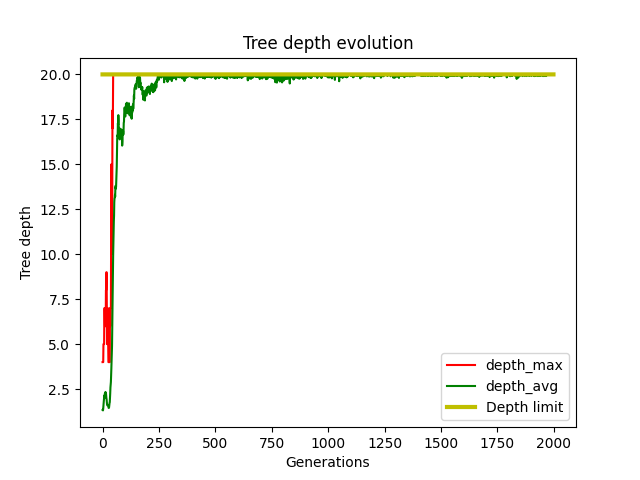 Tree depth evolution
20.0
17.5
15.0
12.5
10.0
7.5
5.0
2.5
Tree depth
depth_max
depth_avg
Depth limit
0 250 500 750 1000 1250 1500 1750 2000
Generations